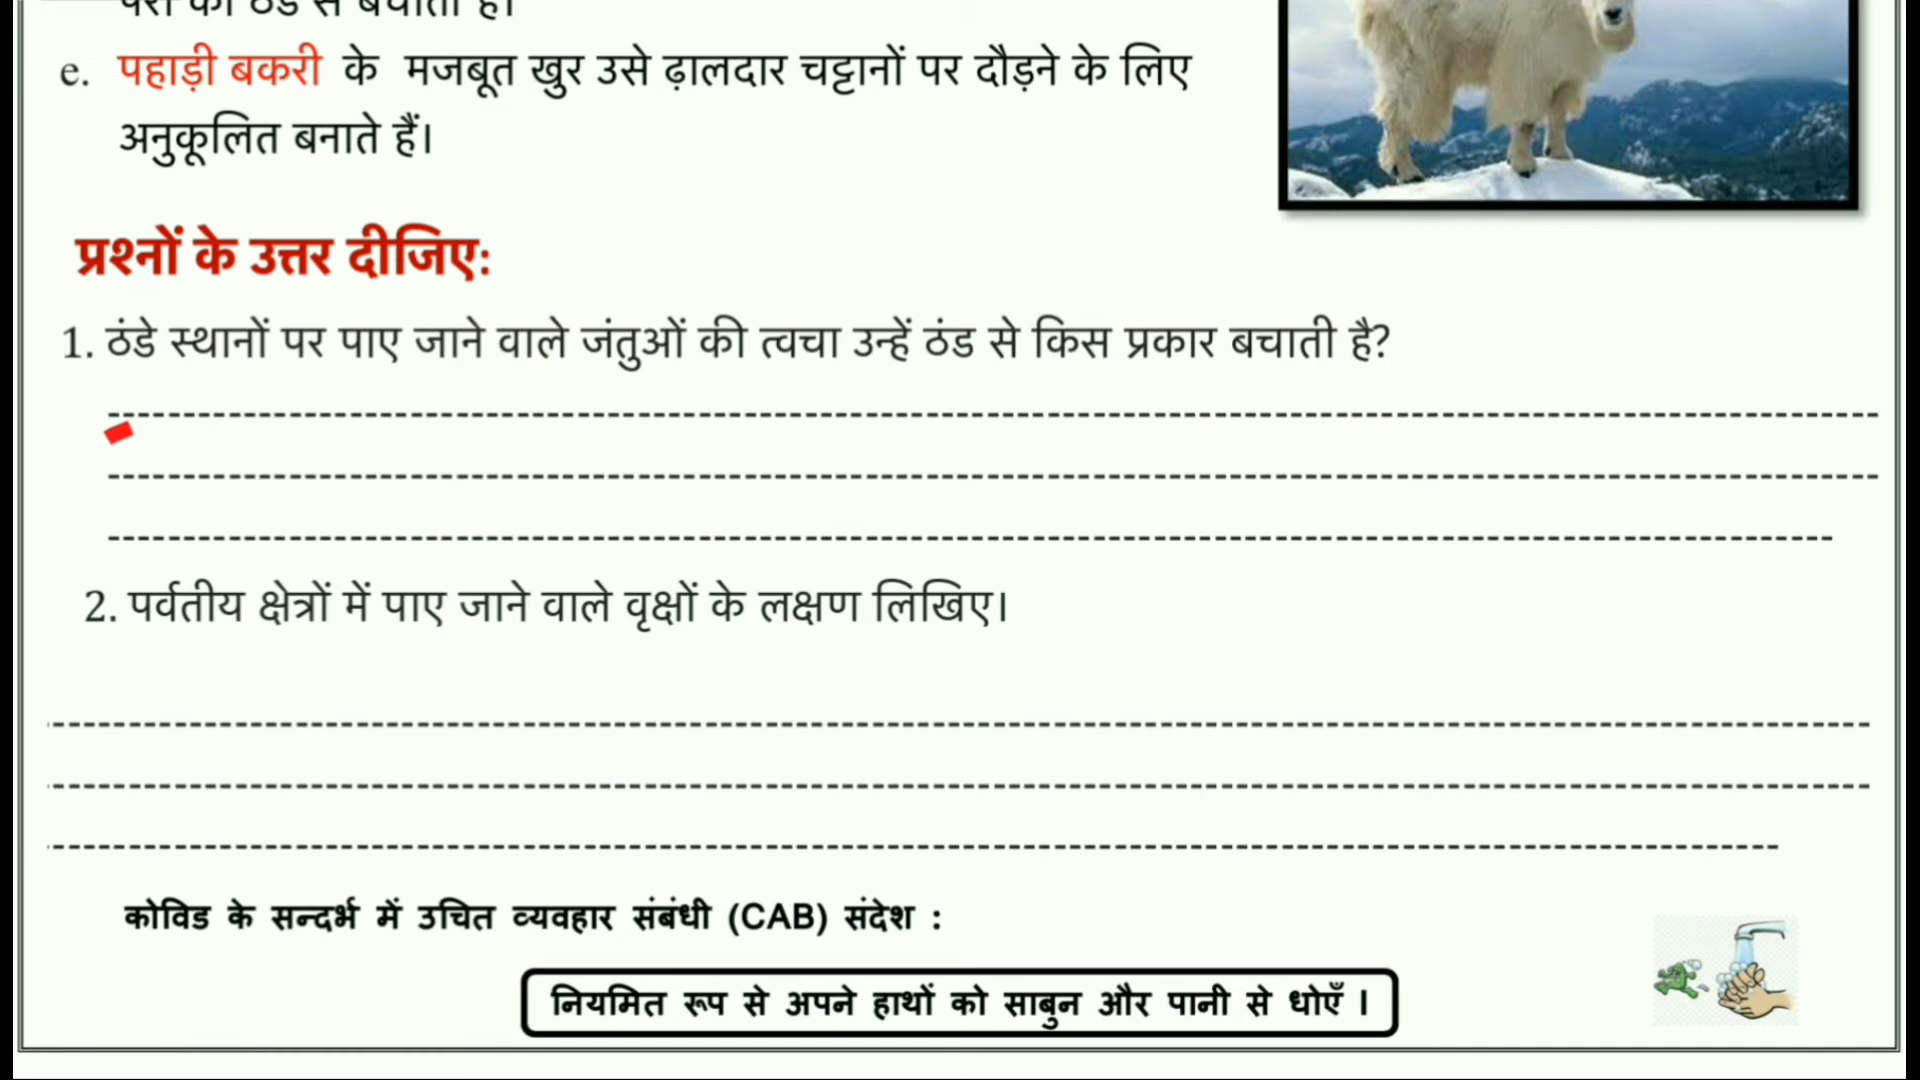 को ठंड से बचाती है।
e. पहाड़ी बकरी के मजबूत खुर उसे ढ़ालदार चट्टानों पर दौड़ने के लिए
अनुकूलित बनाते हैं।
प्रश्नों के उत्तर दीजिए:
1. ठंडे स्थानों पर पाए जाने वाले जंतुओं की त्वचा उन्हें ठंड से किस प्रकार बचाती है?
2. पर्वतीय क्षेत्रों में पाए जाने वाले वृक्षों के लक्षण लिखिए।
कोविड के सन्दर्भ में उचित व्यवहार संबंधी (CAB) संदेश :
नियमित रूप से अपने हाथों को साबुन और पानी से धोएँ ।